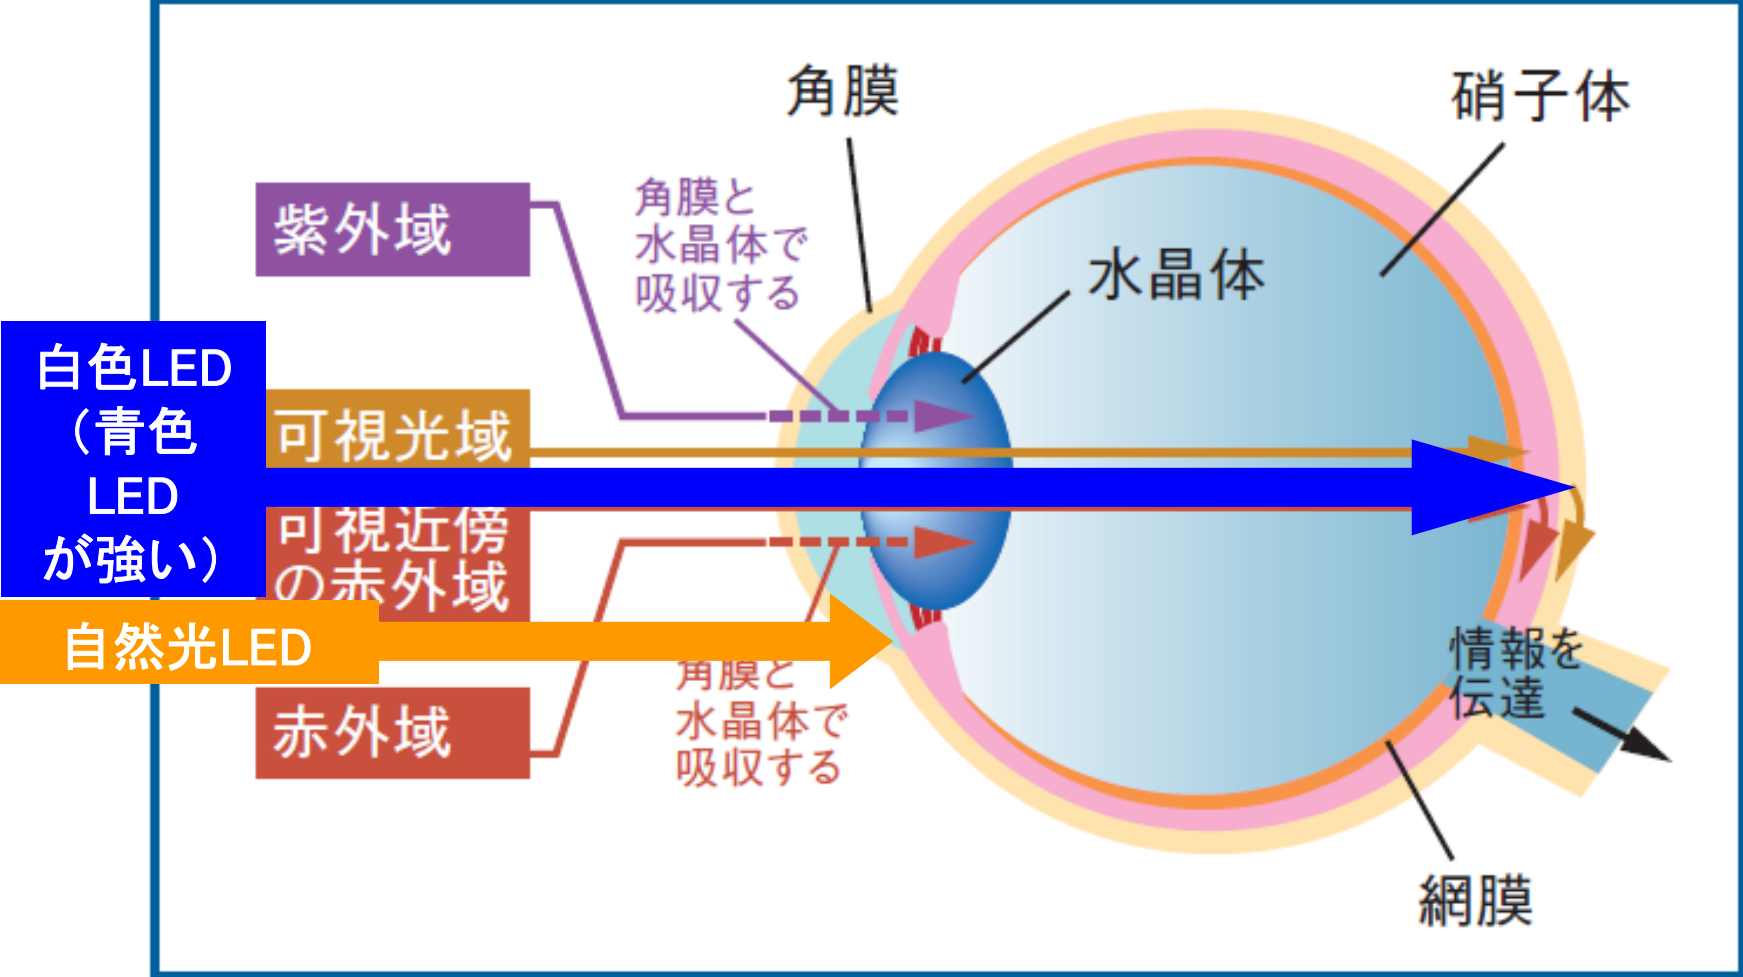 角膜
硝子体
紫外域
角膜と
水晶体で
吸収する
水晶体
白色LED
（青色
LED
が強い）
可視光域
可視近傍
の赤外域
自然光LED
赤外域
角膜と
水晶体で
吸収する
情報を
伝達
網膜